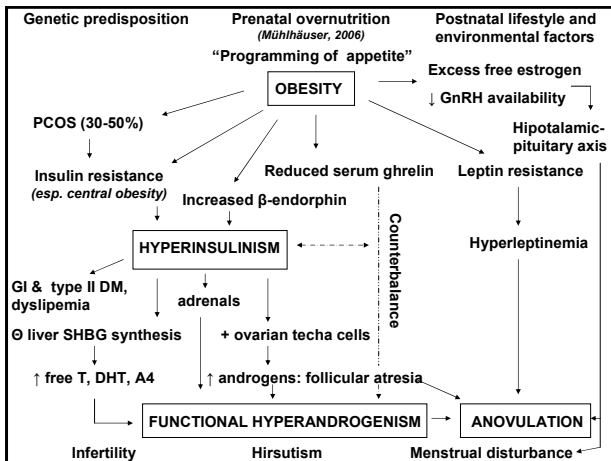 Genetic predisposition
Prenatal overnutrition
(Mühlhäuser, 2006)
Postnatal lifestyle and
environmental factors
“Programming of appetite”
OBESITY
Excess free estrogen
↓ GnRH availability
PCOS (30-50%)
Hipotalamic-
pituitary axis
Insulin resistance
(esp. central obesity)
Reduced serum ghrelin
Leptin resistance
Increased β-endorphin
Counterbalance
HYPERINSULINISM
Hyperleptinemia
GI & type II DM,
dyslipemia
adrenals
Θ liver SHBG synthesis
+ ovarian techa cells
↑ free T, DHT, A4
↑ androgens: follicular atresia
FUNCTIONAL HYPERANDROGENISM
ANOVULATION
Infertility
Hirsutism
Menstrual disturbance